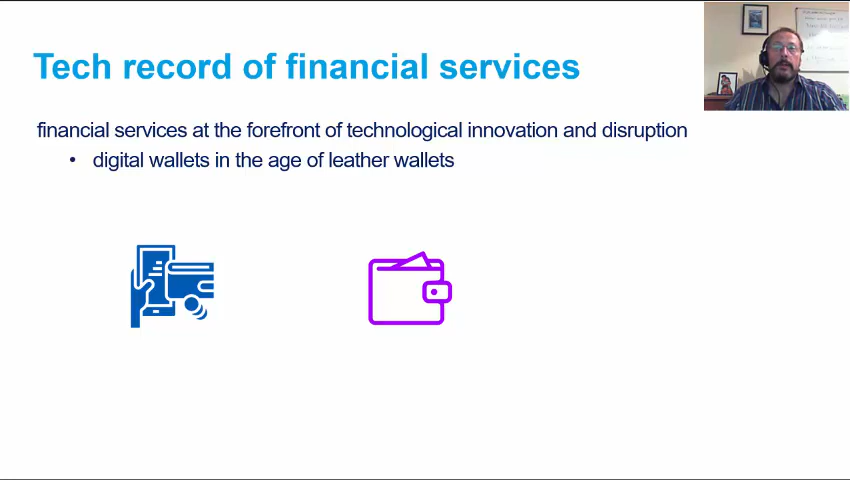 Tech record of financial services
financial services at the forefront of technological innovation and disruption
• digital wallets in the age of leather wallets